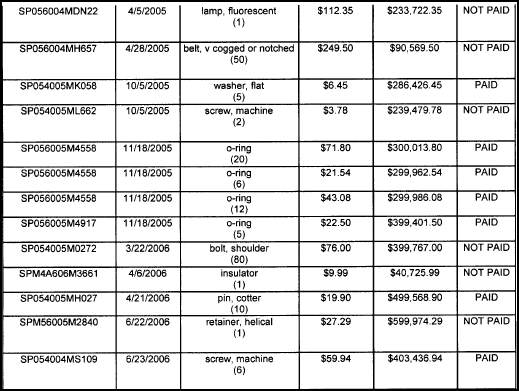 SP056004MDN22 4/5/2005 lamp, fluorescent $112.35 $233,722.35 NOT PAID
(1)
SP056004MH657 4/28/2005 belt, v cogged or notched $249.50 $90,569.50 NOT PAID
(50)
SP054005MK058 10/5/2005 washer, flat $6.45 $286,426.45 PAID
(5)
SP054005ML662 10/5/2005 screw, machine $3.78 $239,479.78 NOT PAID
(2)
SP056005M4558 11/18/2005 o-ring $71.80 $300,013.80 PAID
(20)
SP056005M4558 11/18/2005 o-ring $21.54 $299,962.54 PAID
(6)
SP056005M4558 11/18/2005 o-ring $43.08 $299,986.08 PAID
(12)
SP056005M4917 11/18/2005 o-ring $22.50 $399,401.50 PAID
(5)
SP054005M0272 3/22/2006 bolt, shoulder $76.00 $399,767.00 NOT PAID
(80)
SPM4A606M3661 4/6/2006 insulator $9.99 $40,725.99 NOT PAID
(1)
SP054005MH027 4/21/2006 pin, cotter $19.90 $499,568.90 PAID
(10)
SPM56005M2840 6/22/2006 retainer, helical $27.29 $599,974.29 NOT PAID
(1)
SP054004MS109 6/23/2006 screw, machine $59.94 $403,436.94 PAID
(6)